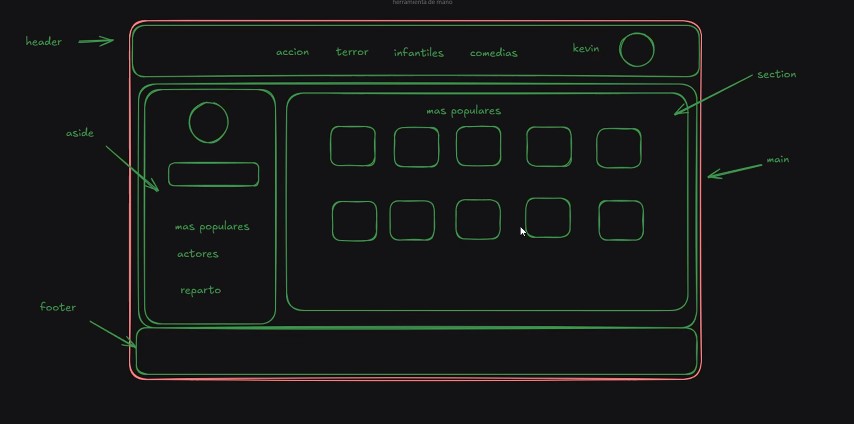 herramienta de mano
header
accion terror infantiles comedias kevin
section
mas populares
aside
main
mas populares
actores
reparto
footer